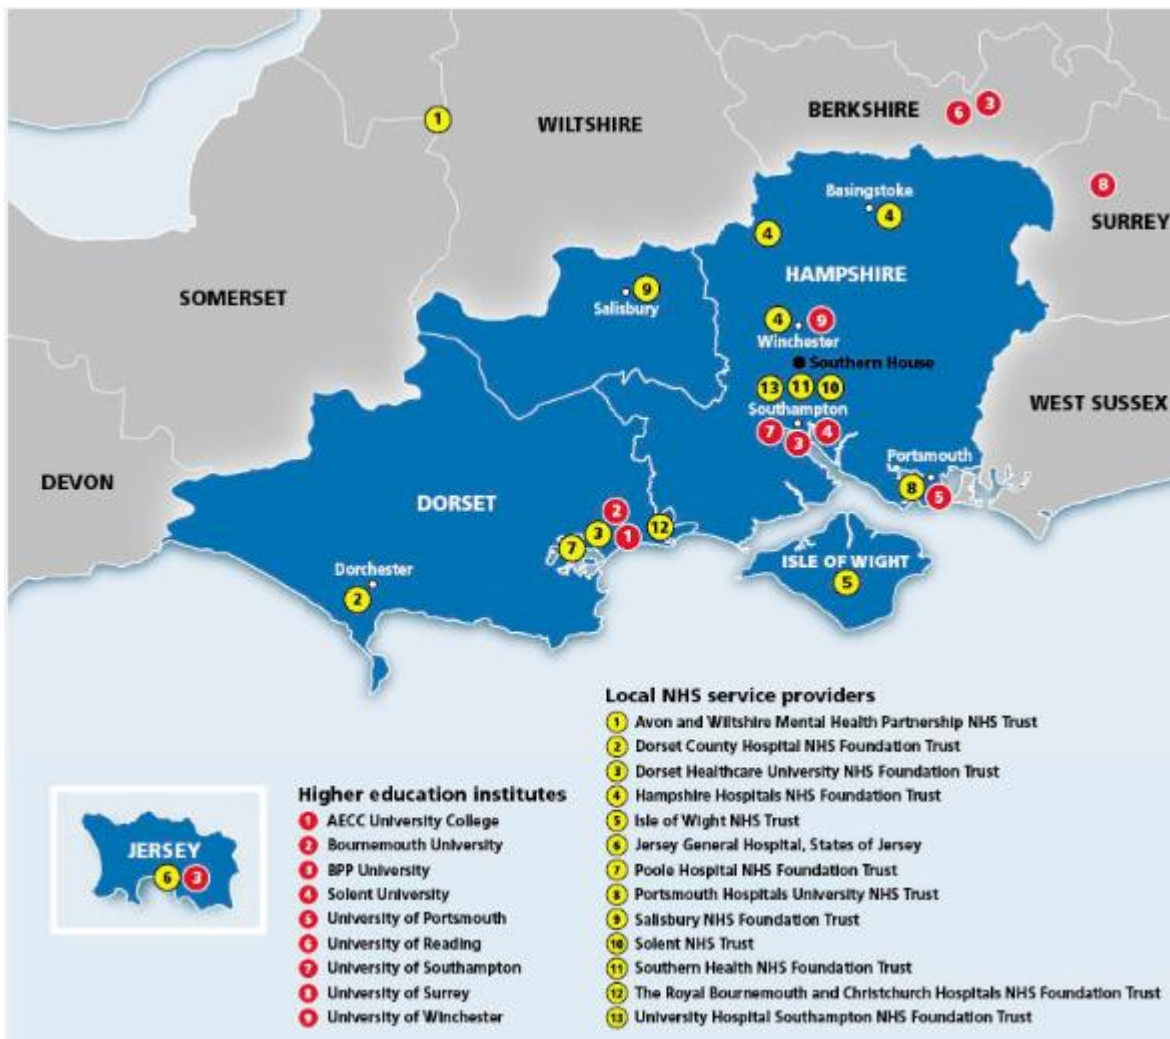 1
WILTSHIRE
BERKSHIRE
6
3
8
SURREY
Basingstoke
4
4
HAMPSHIRE
SOMERSET
9
Salisbury
4
9
Winchester
Southern House
13
11
10
Southampton
7
3
4
WEST SUSSEX
DEVON
DORSET
Portsmouth
8
5
2
3
1
12
7
ISLE OF WIGHT
5
Dorchester
2
JERSEY
6
3
Higher education institutes
1 AECC University College
2 Bournemouth University
3 BPP University
4 Solent University
5 University of Portsmouth
6 University of Reading
7 University of Southampton
8 University of Surrey
9 University of Winchester
Local NHS service providers
1 Avon and Wiltshire Mental Health Partnership NHS Trust
2 Dorset County Hospital NHS Foundation Trust
3 Dorset Healthcare University NHS Foundation Trust
4 Hampshire Hospitals NHS Foundation Trust
5 Isle of Wight NHS Trust
6 Jersey General Hospital, States of Jersey
7 Poole Hospital NHS Foundation Trust
8 Portsmouth Hospitals University NHS Trust
9 Salisbury NHS Foundation Trust
10 Solent NHS Trust
11 Southern Health NHS Foundation Trust
12 The Royal Bournemouth and Christchurch Hospitals NHS Foundation Trust
13 University Hospital Southampton NHS Foundation Trust